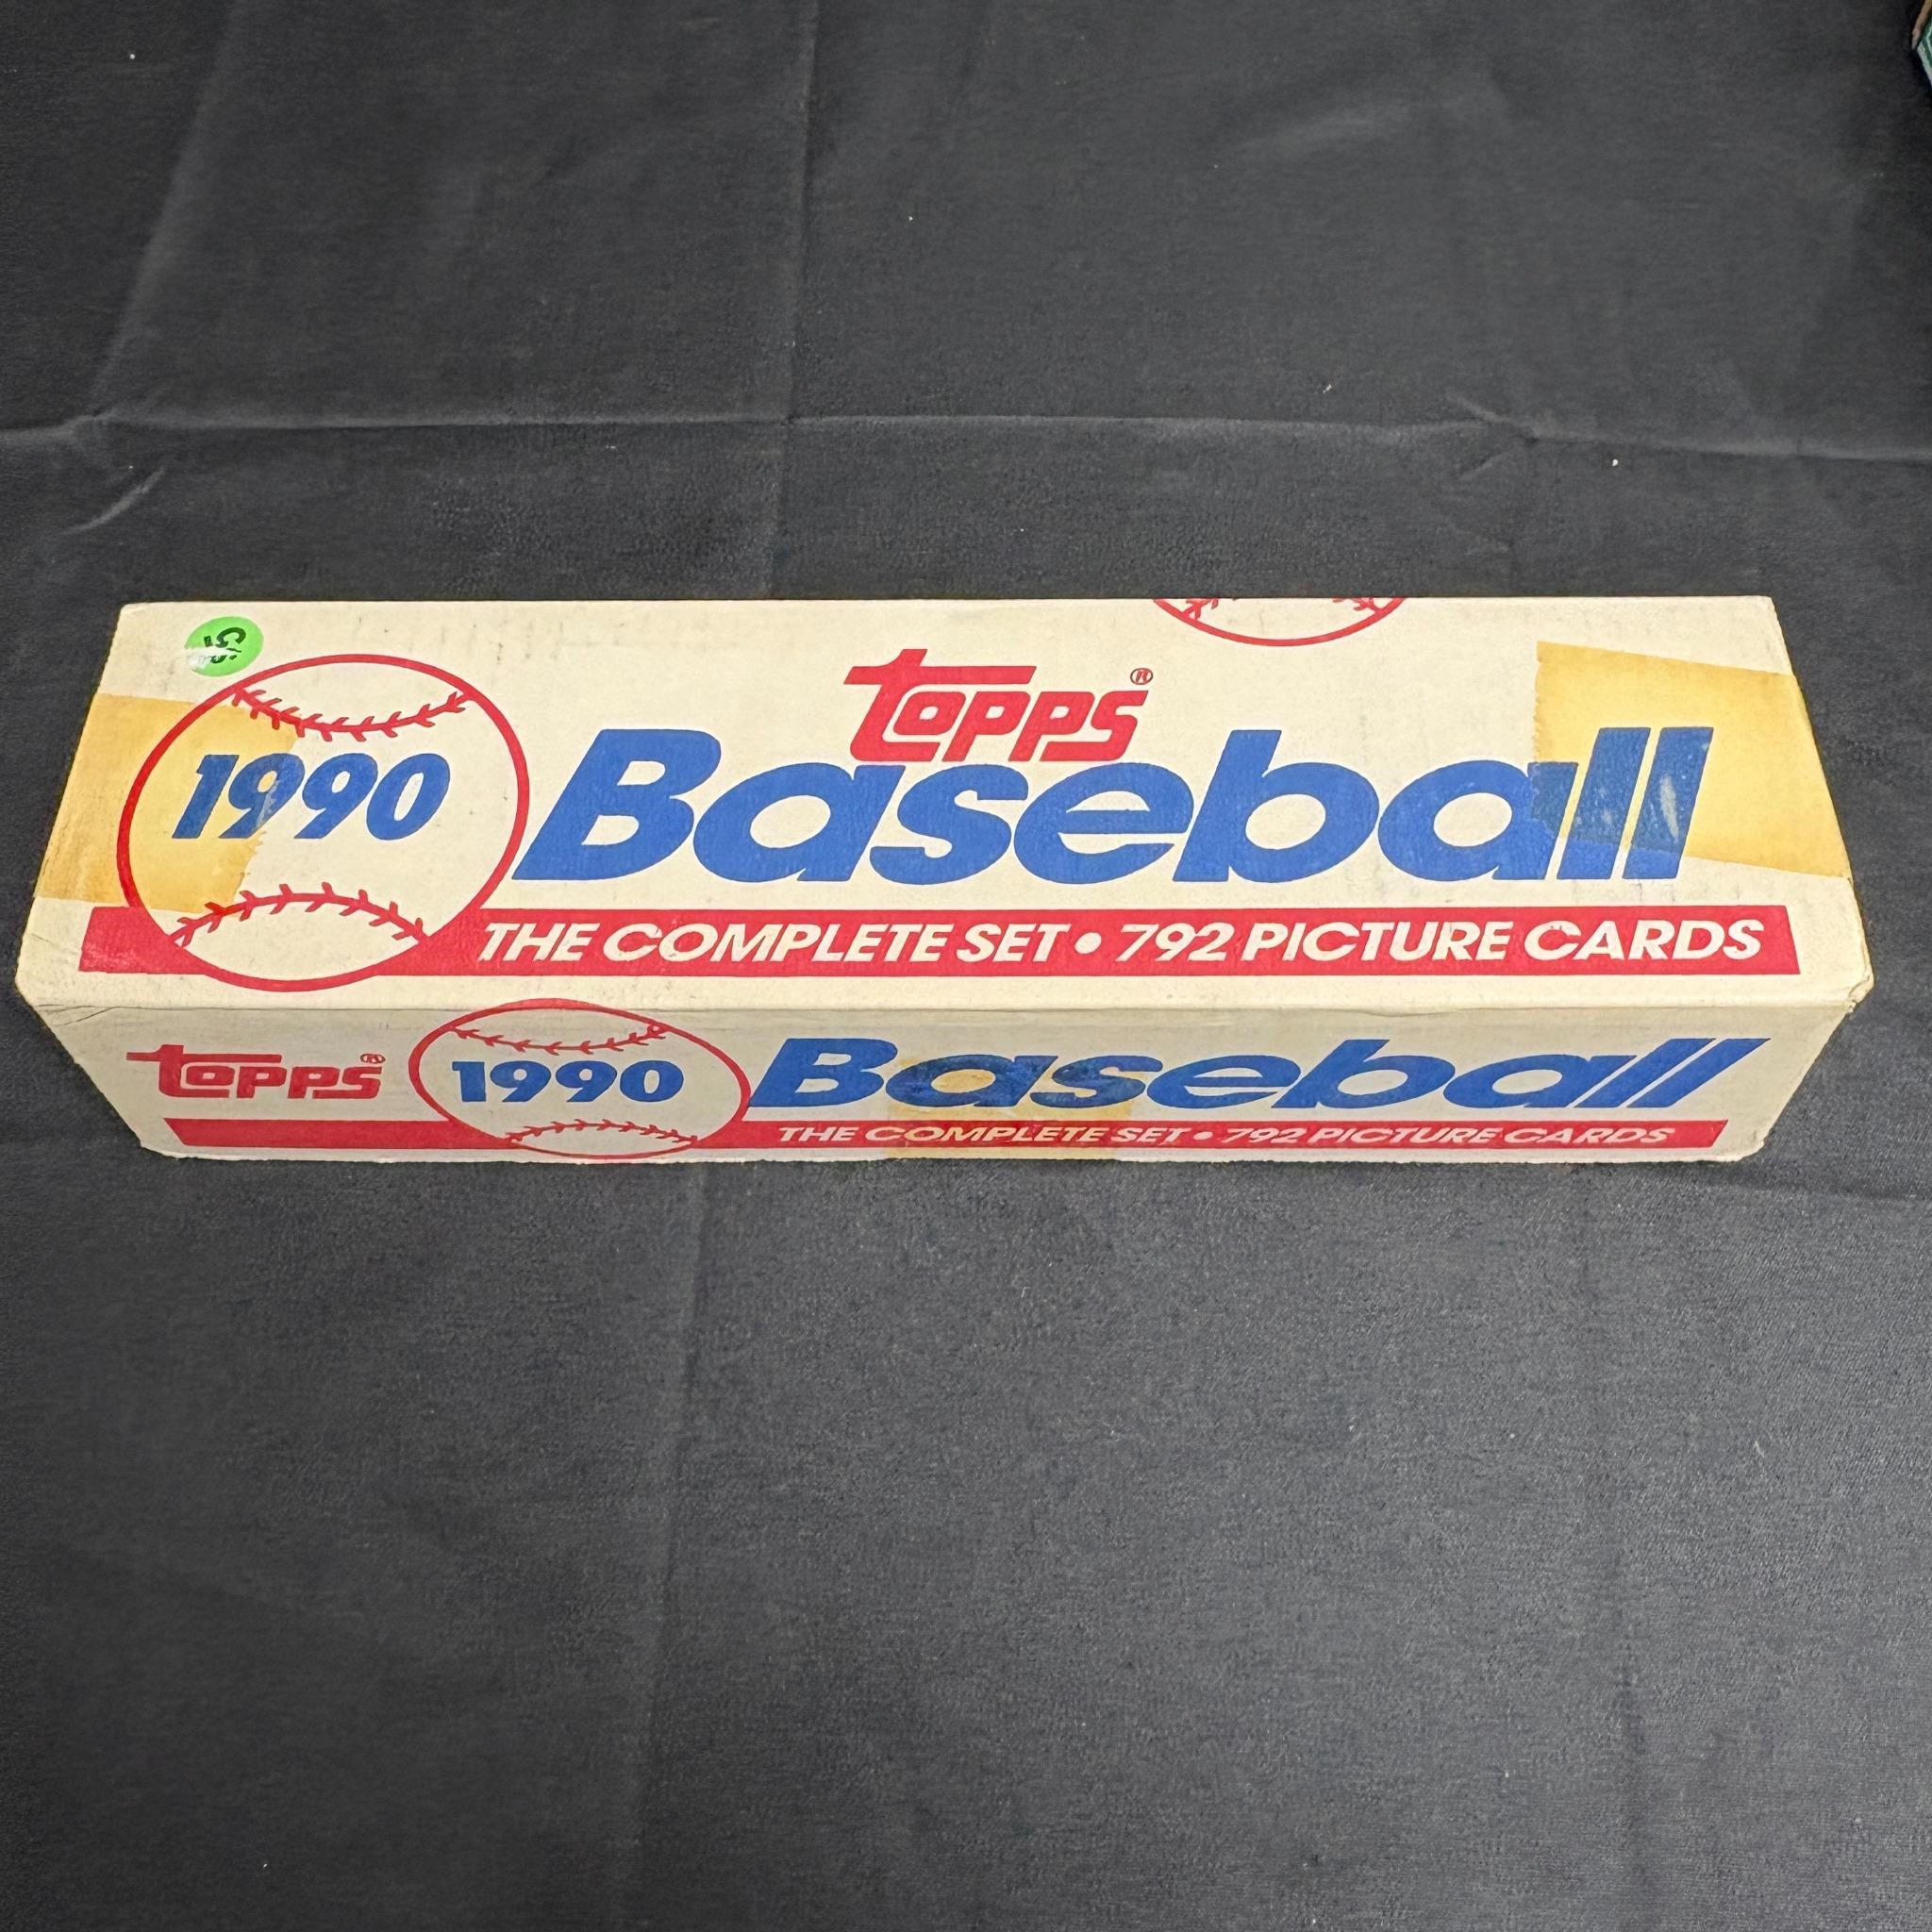 Topps®
1990 Baseball
THE COMPLETE SET • 792 PICTURE CARDS
Topps® 1990 Baseball
THE COMPLETE SET • 792 PICTURE CARDS